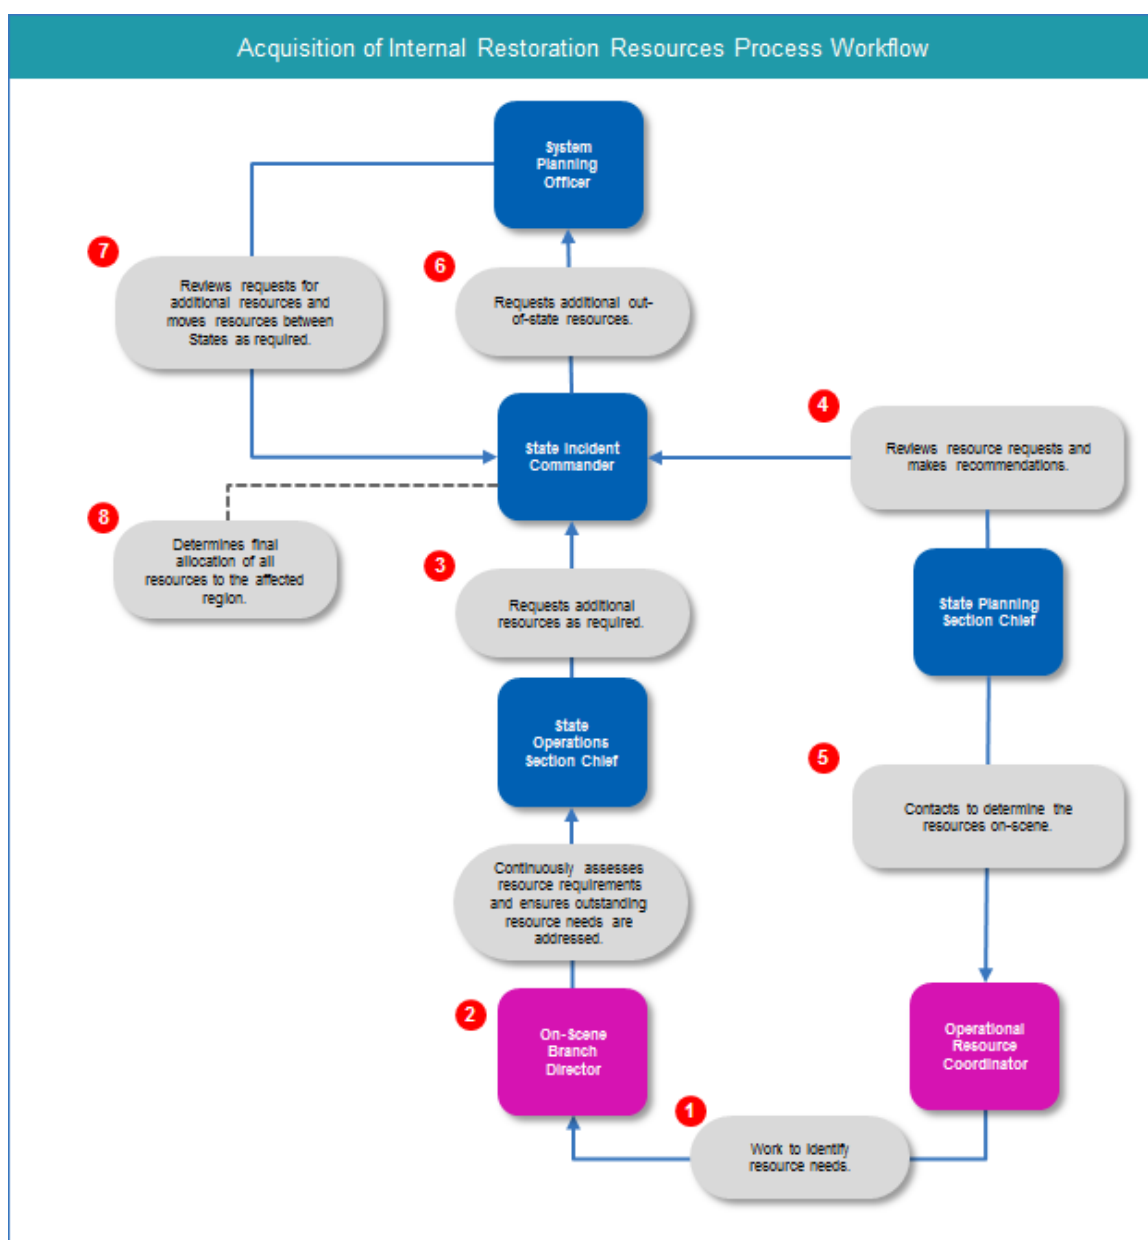 Acquisition of Internal Restoration Resources Process Workflow
System
Planning
Officer
7
Reviews requests for
additional resources and
moves resources between
States as required.
6
Requests additional out-
of-state resources.
4
Reviews resource requests and
makes recommendations.
State Incident
Commander
8
Determines final
allocation of all
resources to the affected
region.
3
Requests additional
resources as required.
State Planning
Section Chief
State
Operations
Section Chief
5
Contacts to determine the
resources on-scene.
Continuously assesses
resource requirements
and ensures outstanding
resource needs are
addressed.
2
On-Scene
Branch
Director
Operational
Resource
Coordinator
1
Work to identify
resource needs.